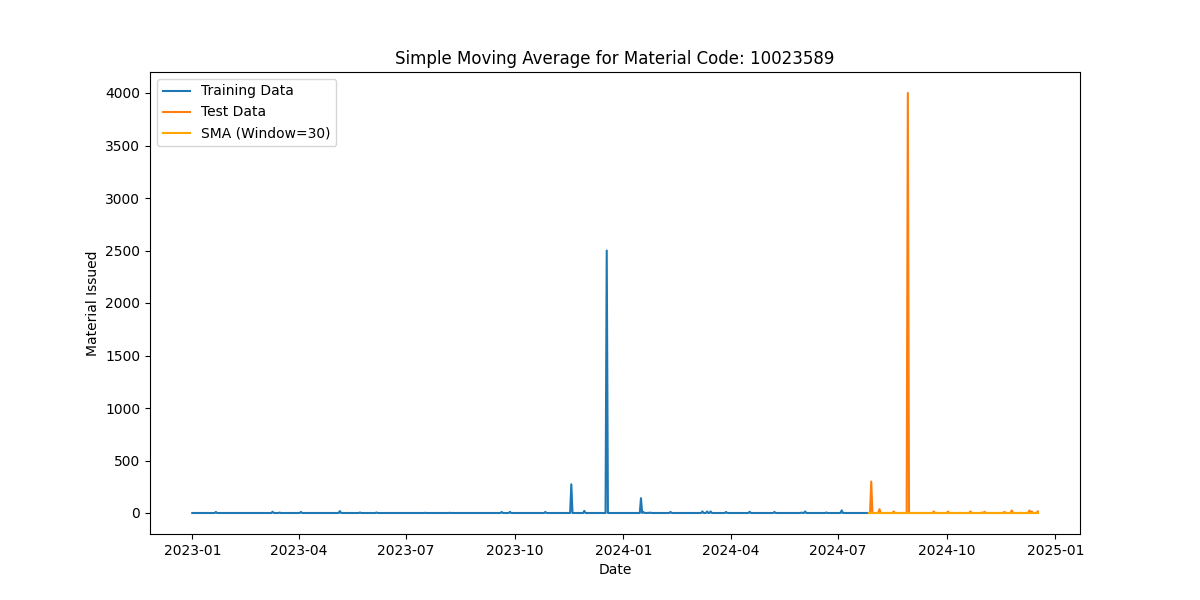 Simple Moving Average for Material Code: 10023589
Training Data
Test Data
SMA (Window=30)
4000
3500
3000
2500
2000
1500
1000
500
0
Material Issued
2023-01 2023-04 2023-07 2023-10 2024-01 2024-04 2024-07 2024-10 2025-01
Date